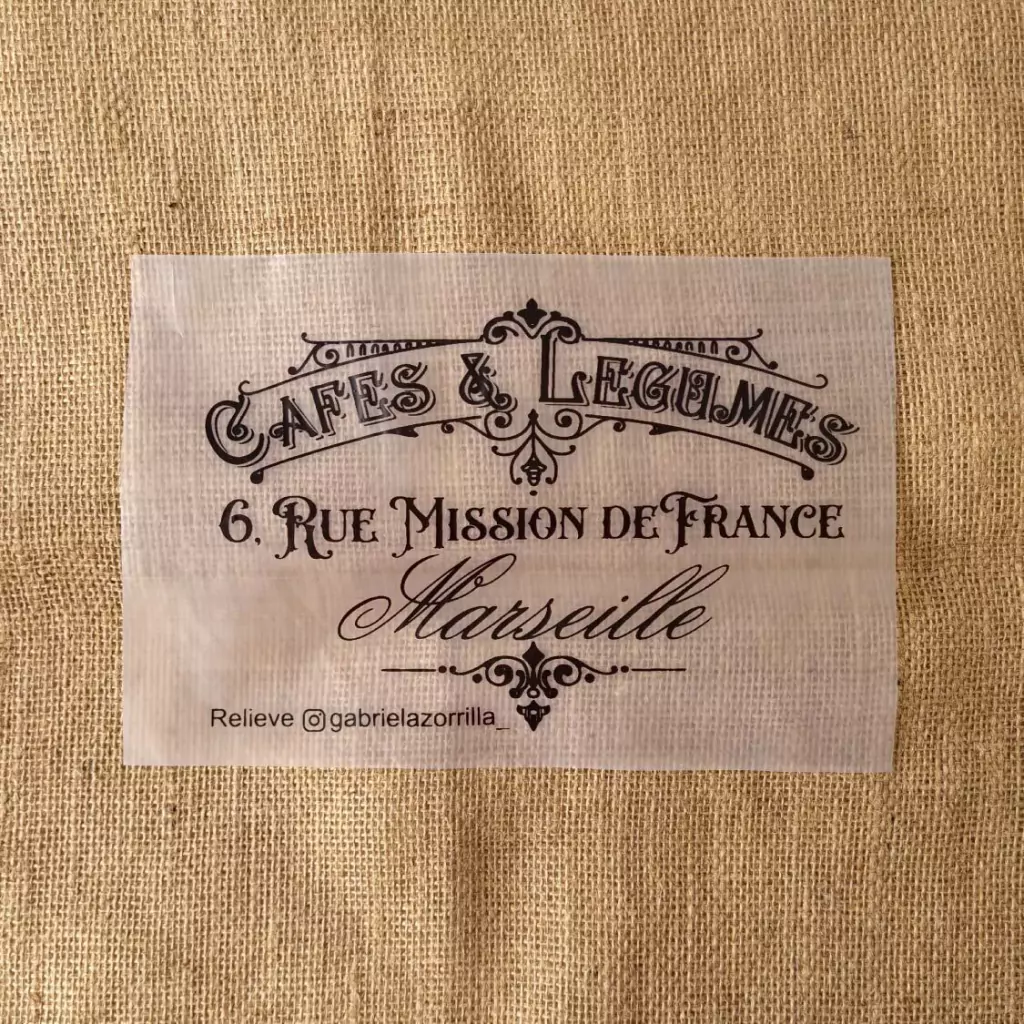 CAFES & LEGUMES
6, RUE MISSION DE FRANCE
Marseille
Relieve gabrielazorrilla_